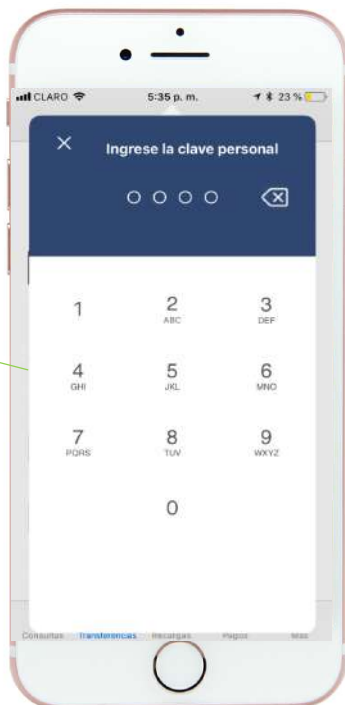 CLARO 5:35 p. m. 23 %
Ingrese la clave personal
1 2 3
ABC DEF
4 5 6
GHI JKL MNO
7 8 9
PQRS TUV WXYZ
0
Consultas Transferencias Recargas Pagos Más